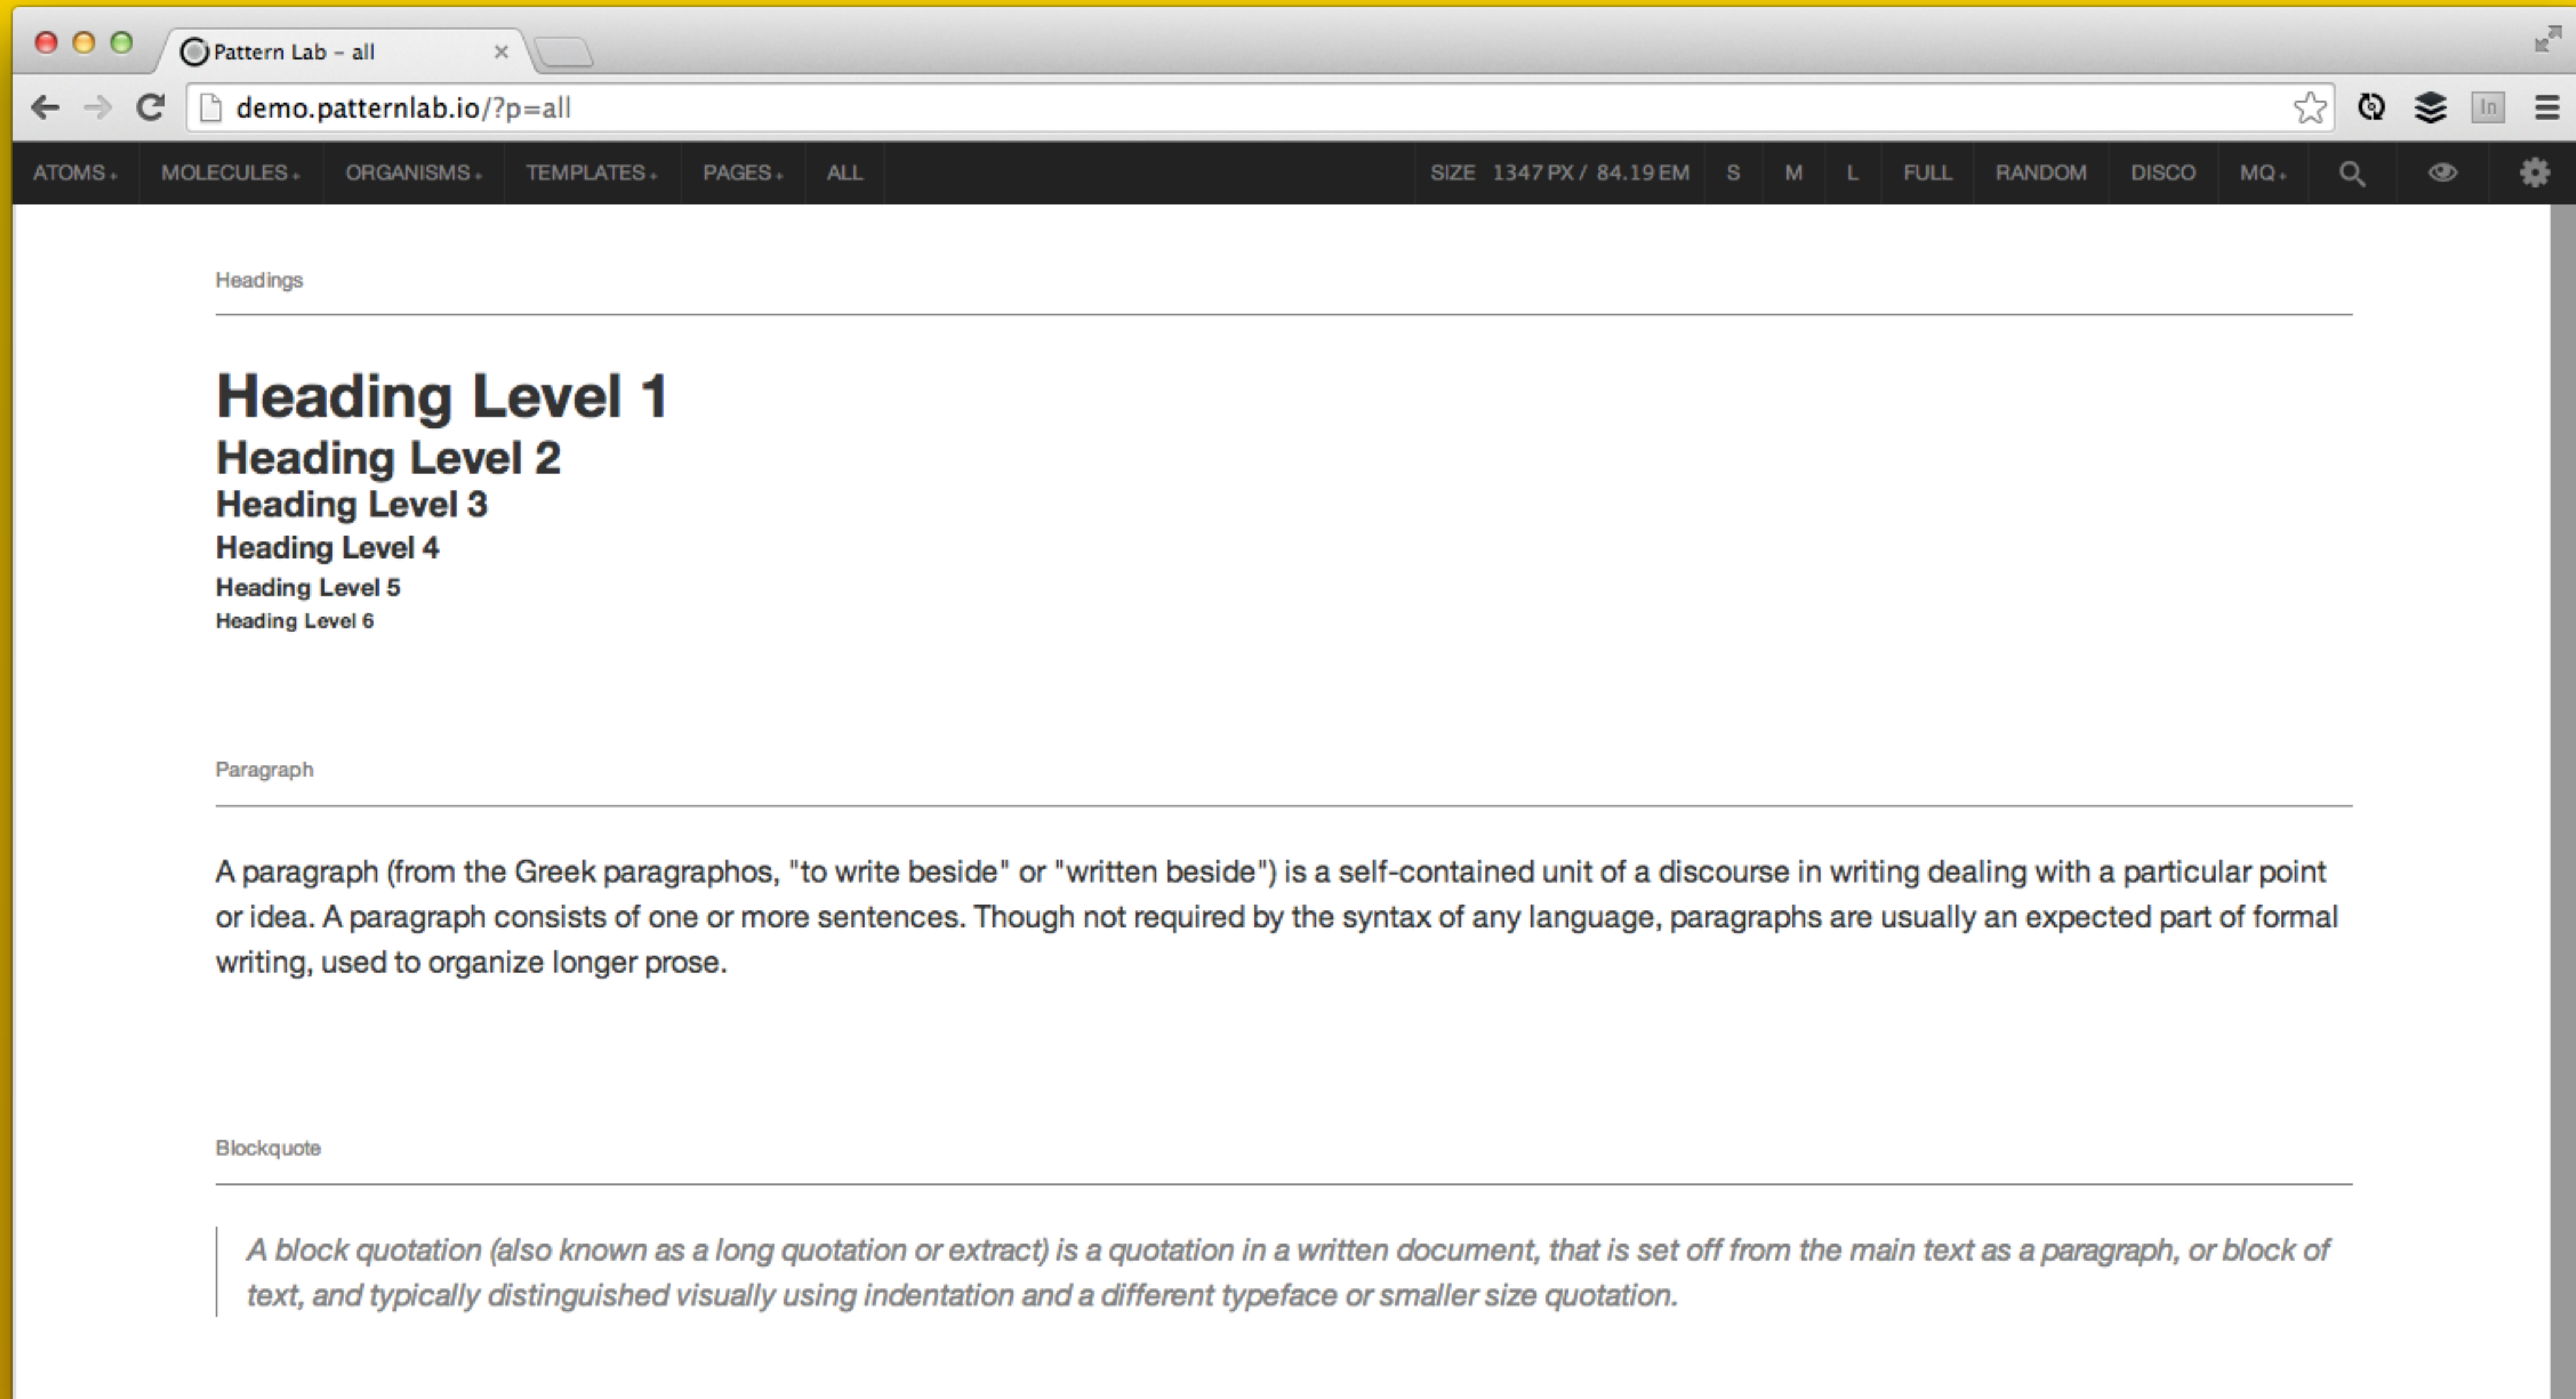 Pattern Lab – all
demo.patternlab.io/?p=all
ATOMS+ MOLECULES+ ORGANISMS+ TEMPLATES+ PAGES+ ALL SIZE 1347 PX / 84.19 EM S M L FULL RANDOM DISCO MQ+
Headings
Heading Level 1
Heading Level 2
Heading Level 3
Heading Level 4
Heading Level 5
Heading Level 6
Paragraph
A paragraph (from the Greek paragraphos, "to write beside" or "written beside") is a self-contained unit of a discourse in writing dealing with a particular point
or idea. A paragraph consists of one or more sentences. Though not required by the syntax of any language, paragraphs are usually an expected part of formal
writing, used to organize longer prose.
Blockquote
A block quotation (also known as a long quotation or extract) is a quotation in a written document, that is set off from the main text as a paragraph, or block of
text, and typically distinguished visually using indentation and a different typeface or smaller size quotation.